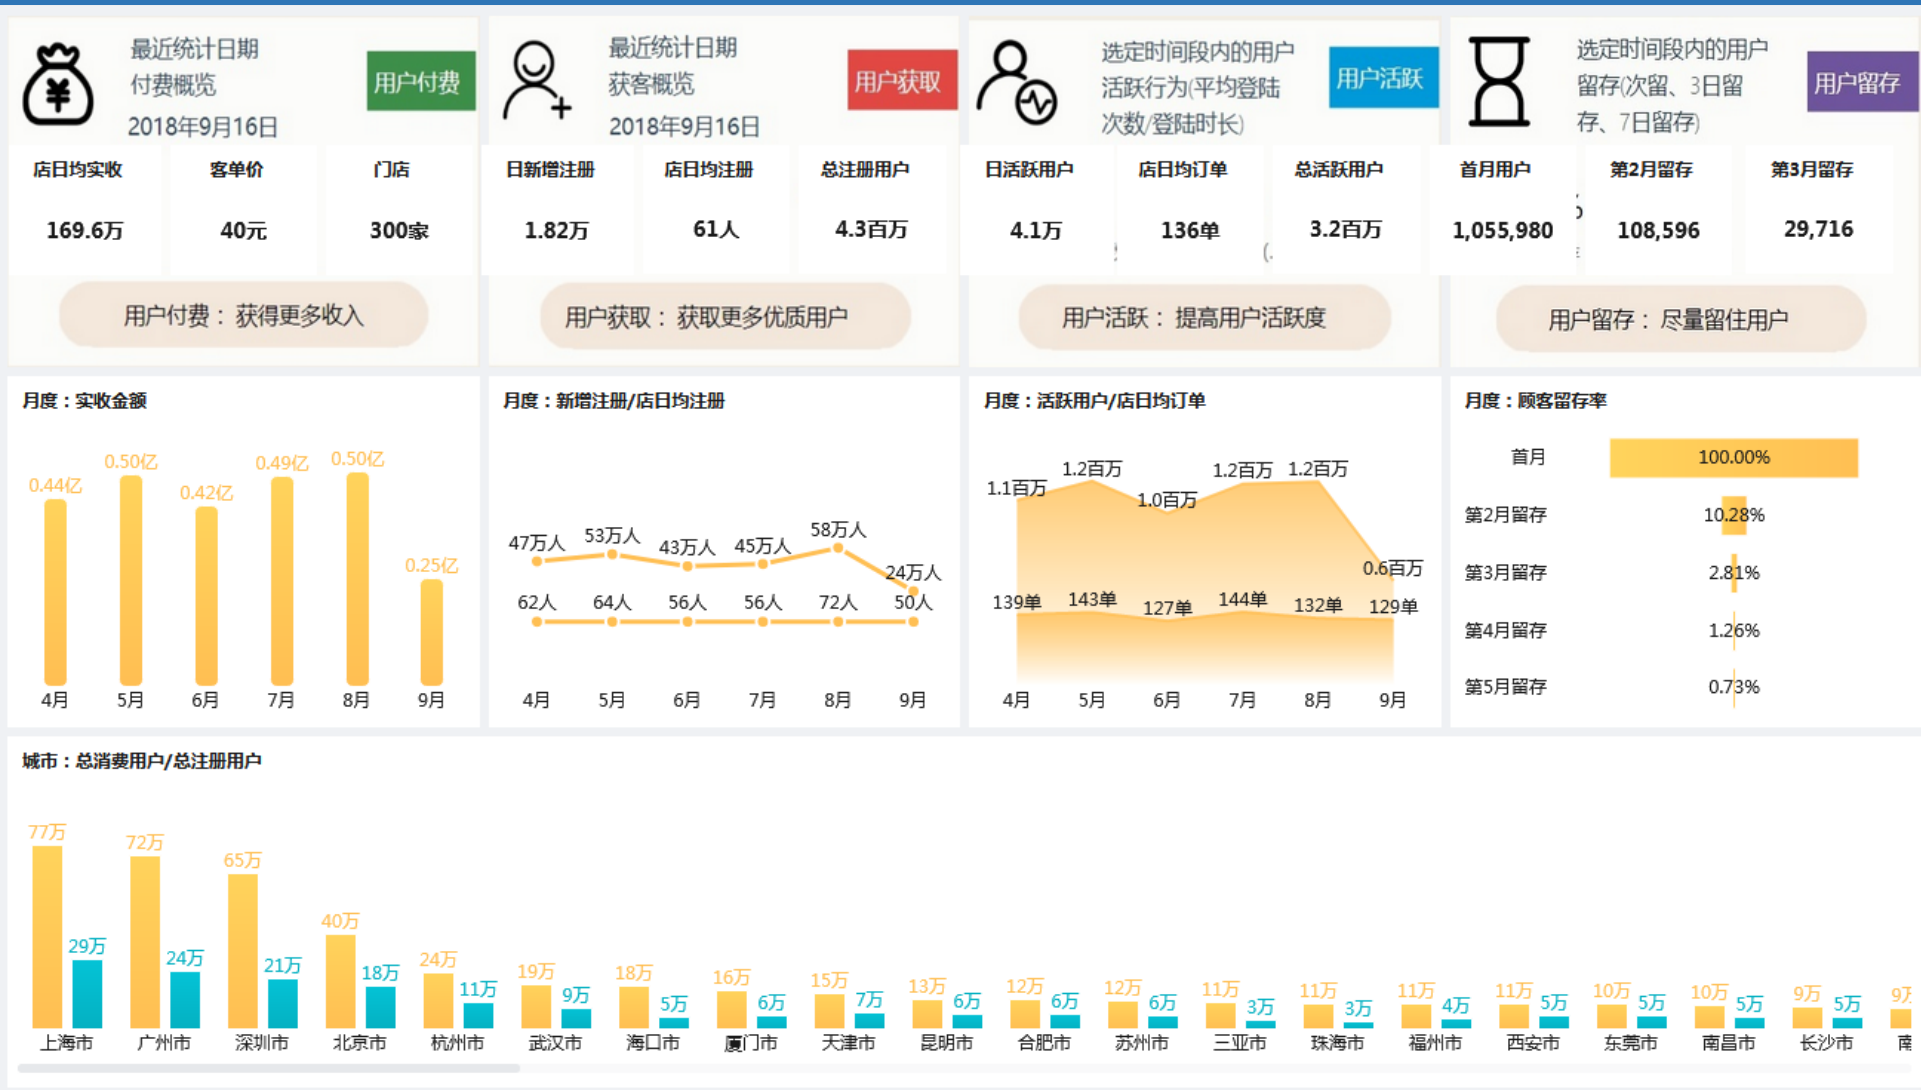 最近统计日期
付费概览
2018年9月16日
用户付费
店日均实收
客单价
门店
169.6万
40元
300家
用户付费： 获得更多收入
最近统计日期
获客概览
2018年9月16日
用户获取
日新增注册
店日均注册
总注册用户
1.82万
61人
4.3百万
用户获取： 获取更多优质用户
选定时间段内的用户
活跃行为(平均登陆
次数/登陆时长)
用户活跃
日活跃用户
店日均订单
总活跃用户
4.1万
136单
3.2百万
用户活跃： 提高用户活跃度
选定时间段内的用户
留存(次留、3日留
存、7日留存)
用户留存
首月用户
第2月留存
第3月留存
1,055,980
108,596
29,716
用户留存： 尽量留住用户
月度：实收金额
0.44亿
0.50亿
0.42亿
0.49亿
0.50亿
0.25亿
4月
5月
6月
7月
8月
9月
月度：新增注册/店日均注册
47万人
53万人
43万人
45万人
58万人
24万人
62人
64人
56人
56人
72人
50人
4月
5月
6月
7月
8月
9月
月度：活跃用户/店日均订单
1.1百万
1.2百万
1.0百万
1.2百万
1.2百万
0.6百万
139单
143单
127单
144单
132单
129单
4月
5月
6月
7月
8月
9月
月度：顾客留存率
首月
100.00%
第2月留存
10.28%
第3月留存
2.81%
第4月留存
1.26%
第5月留存
0.73%
城市：总消费用户/总注册用户
77万
29万
72万
24万
65万
21万
40万
18万
24万
11万
19万
9万
18万
5万
16万
6万
15万
7万
13万
6万
12万
6万
12万
6万
11万
3万
11万
3万
11万
4万
11万
5万
10万
5万
10万
5万
9万
5万
上海市
广州市
深圳市
北京市
杭州市
武汉市
海口市
厦门市
天津市
昆明市
合肥市
苏州市
三亚市
珠海市
福州市
西安市
东莞市
南昌市
长沙市